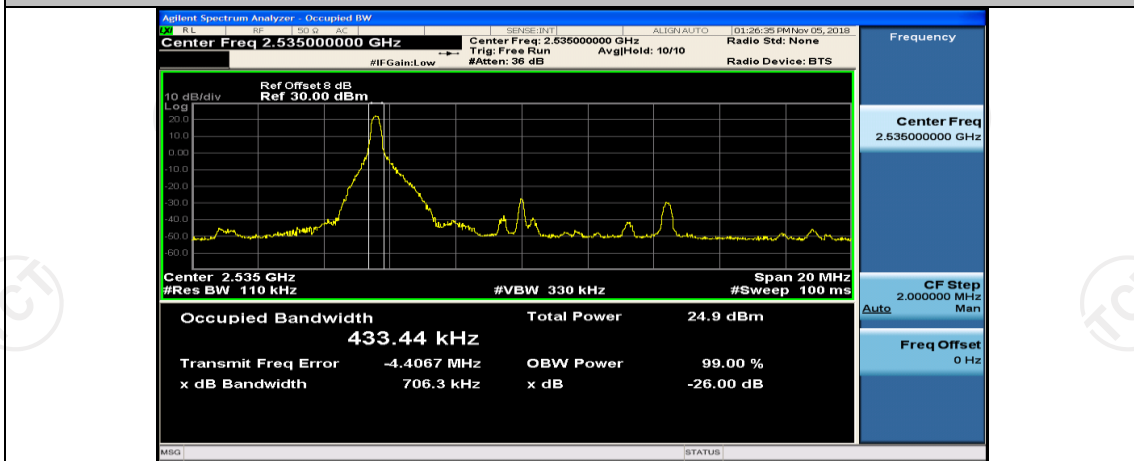 Agilent Spectrum Analyzer - Occupied BW
LXI RL RF 50 Ω AC SENSE:INT ALIGN AUTO 01:26:35 PM Nov 05, 2018
Center Freq 2.535000000 GHz
Center Freq: 2.535000000 GHz
Radio Std: None
Trig: Free Run Avg|Hold: 10/10
#IFGain:Low
#Atten: 36 dB
Radio Device: BTS
Frequency
Ref Offset 8 dB
10 dB/div Ref 30.00 dBm
Log
20.0
10.0
0.00
-10.0
-20.0
-30.0
-40.0
-50.0
-60.0
Center 2.535 GHz
Span 20 MHz
#Res BW 110 kHz
#VBW 330 kHz
#Sweep 100 ms
Center Freq
2.535000000 GHz
CF Step
2.000000 MHz
Auto Man
Freq Offset
0 Hz
Occupied Bandwidth
433.44 kHz
Total Power 24.9 dBm
Transmit Freq Error -4.4067 MHz
OBW Power 99.00 %
x dB Bandwidth 706.3 kHz
x dB -26.00 dB
MSG
STATUS
TCT
TCT